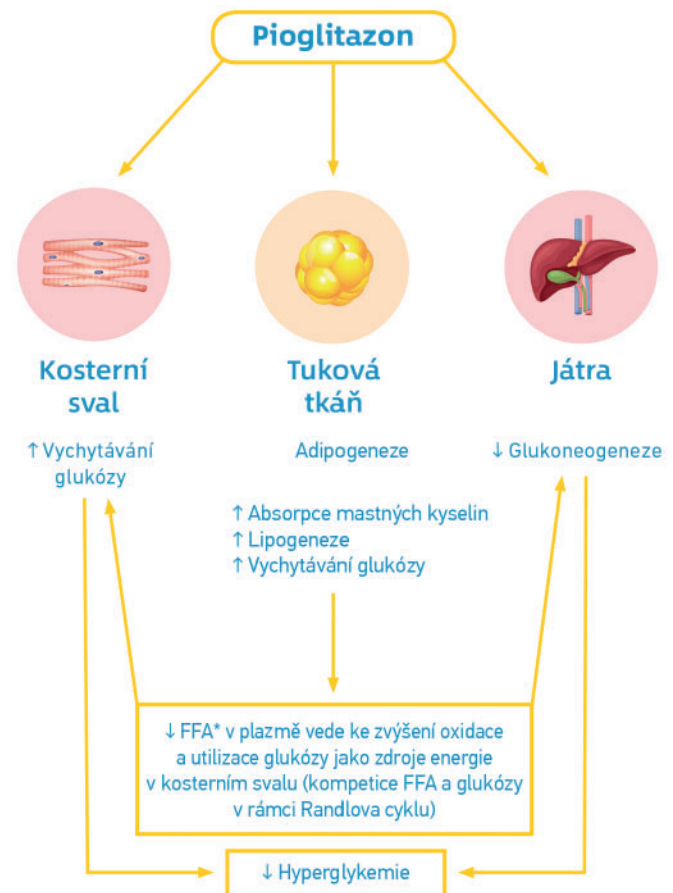 Pioglitazon
Kosterní
sval
↑ Vychytávání
glukózy
Tuková
tkáň
Adipogeneze
↑ Absorpce mastných kyselin
↑ Lipogeneze
↑ Vychytávání glukózy
Játra
↓ Glukoneogeneze
↓ FFA* v plazmě vede ke zvýšení oxidace
a utilizace glukózy jako zdroje energie
v kosterním svalu (kompetice FFA a glukózy
v rámci Randlova cyklu)
↓ Hyperglykemie